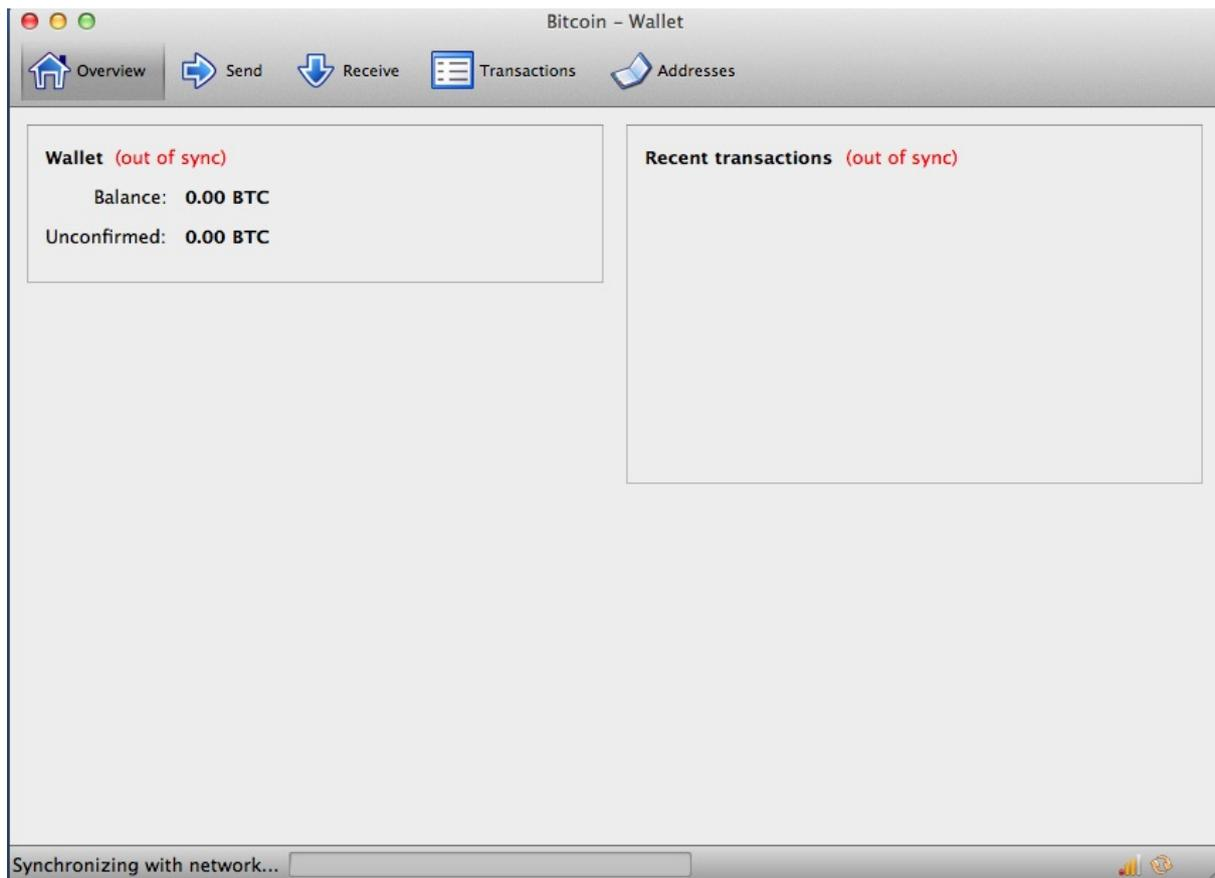 Bitcoin – Wallet
Overview Send Receive Transactions Addresses
Wallet (out of sync)
Balance: 0.00 BTC
Unconfirmed: 0.00 BTC
Recent transactions (out of sync)
Synchronizing with network...